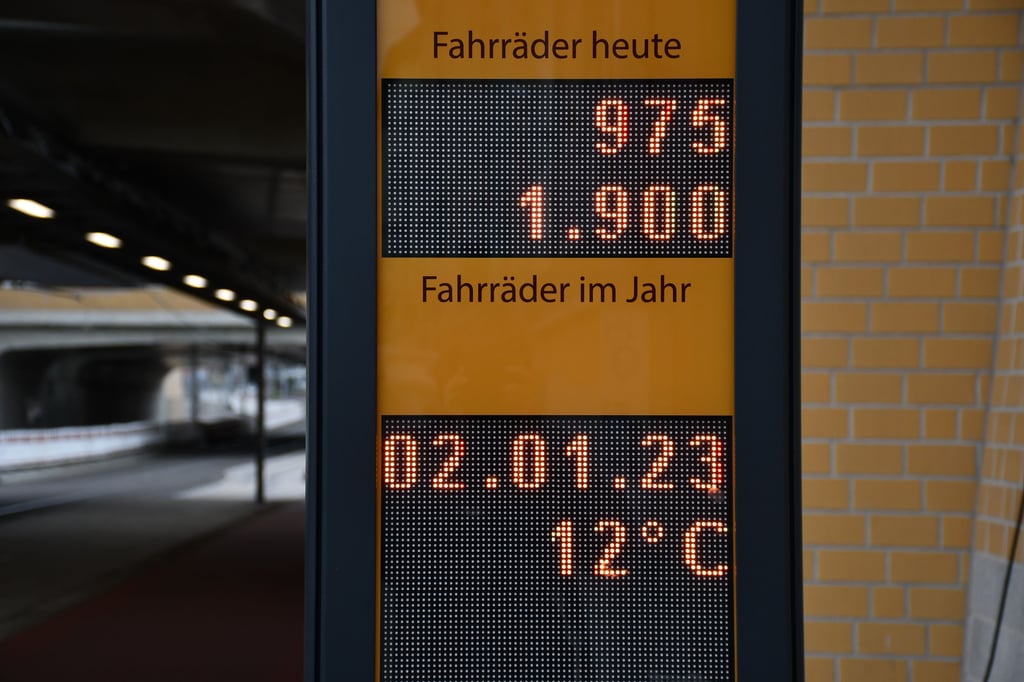 Fahrräder heute
975
1.900
Fahrräder im Jahr
02.01.23
12°C